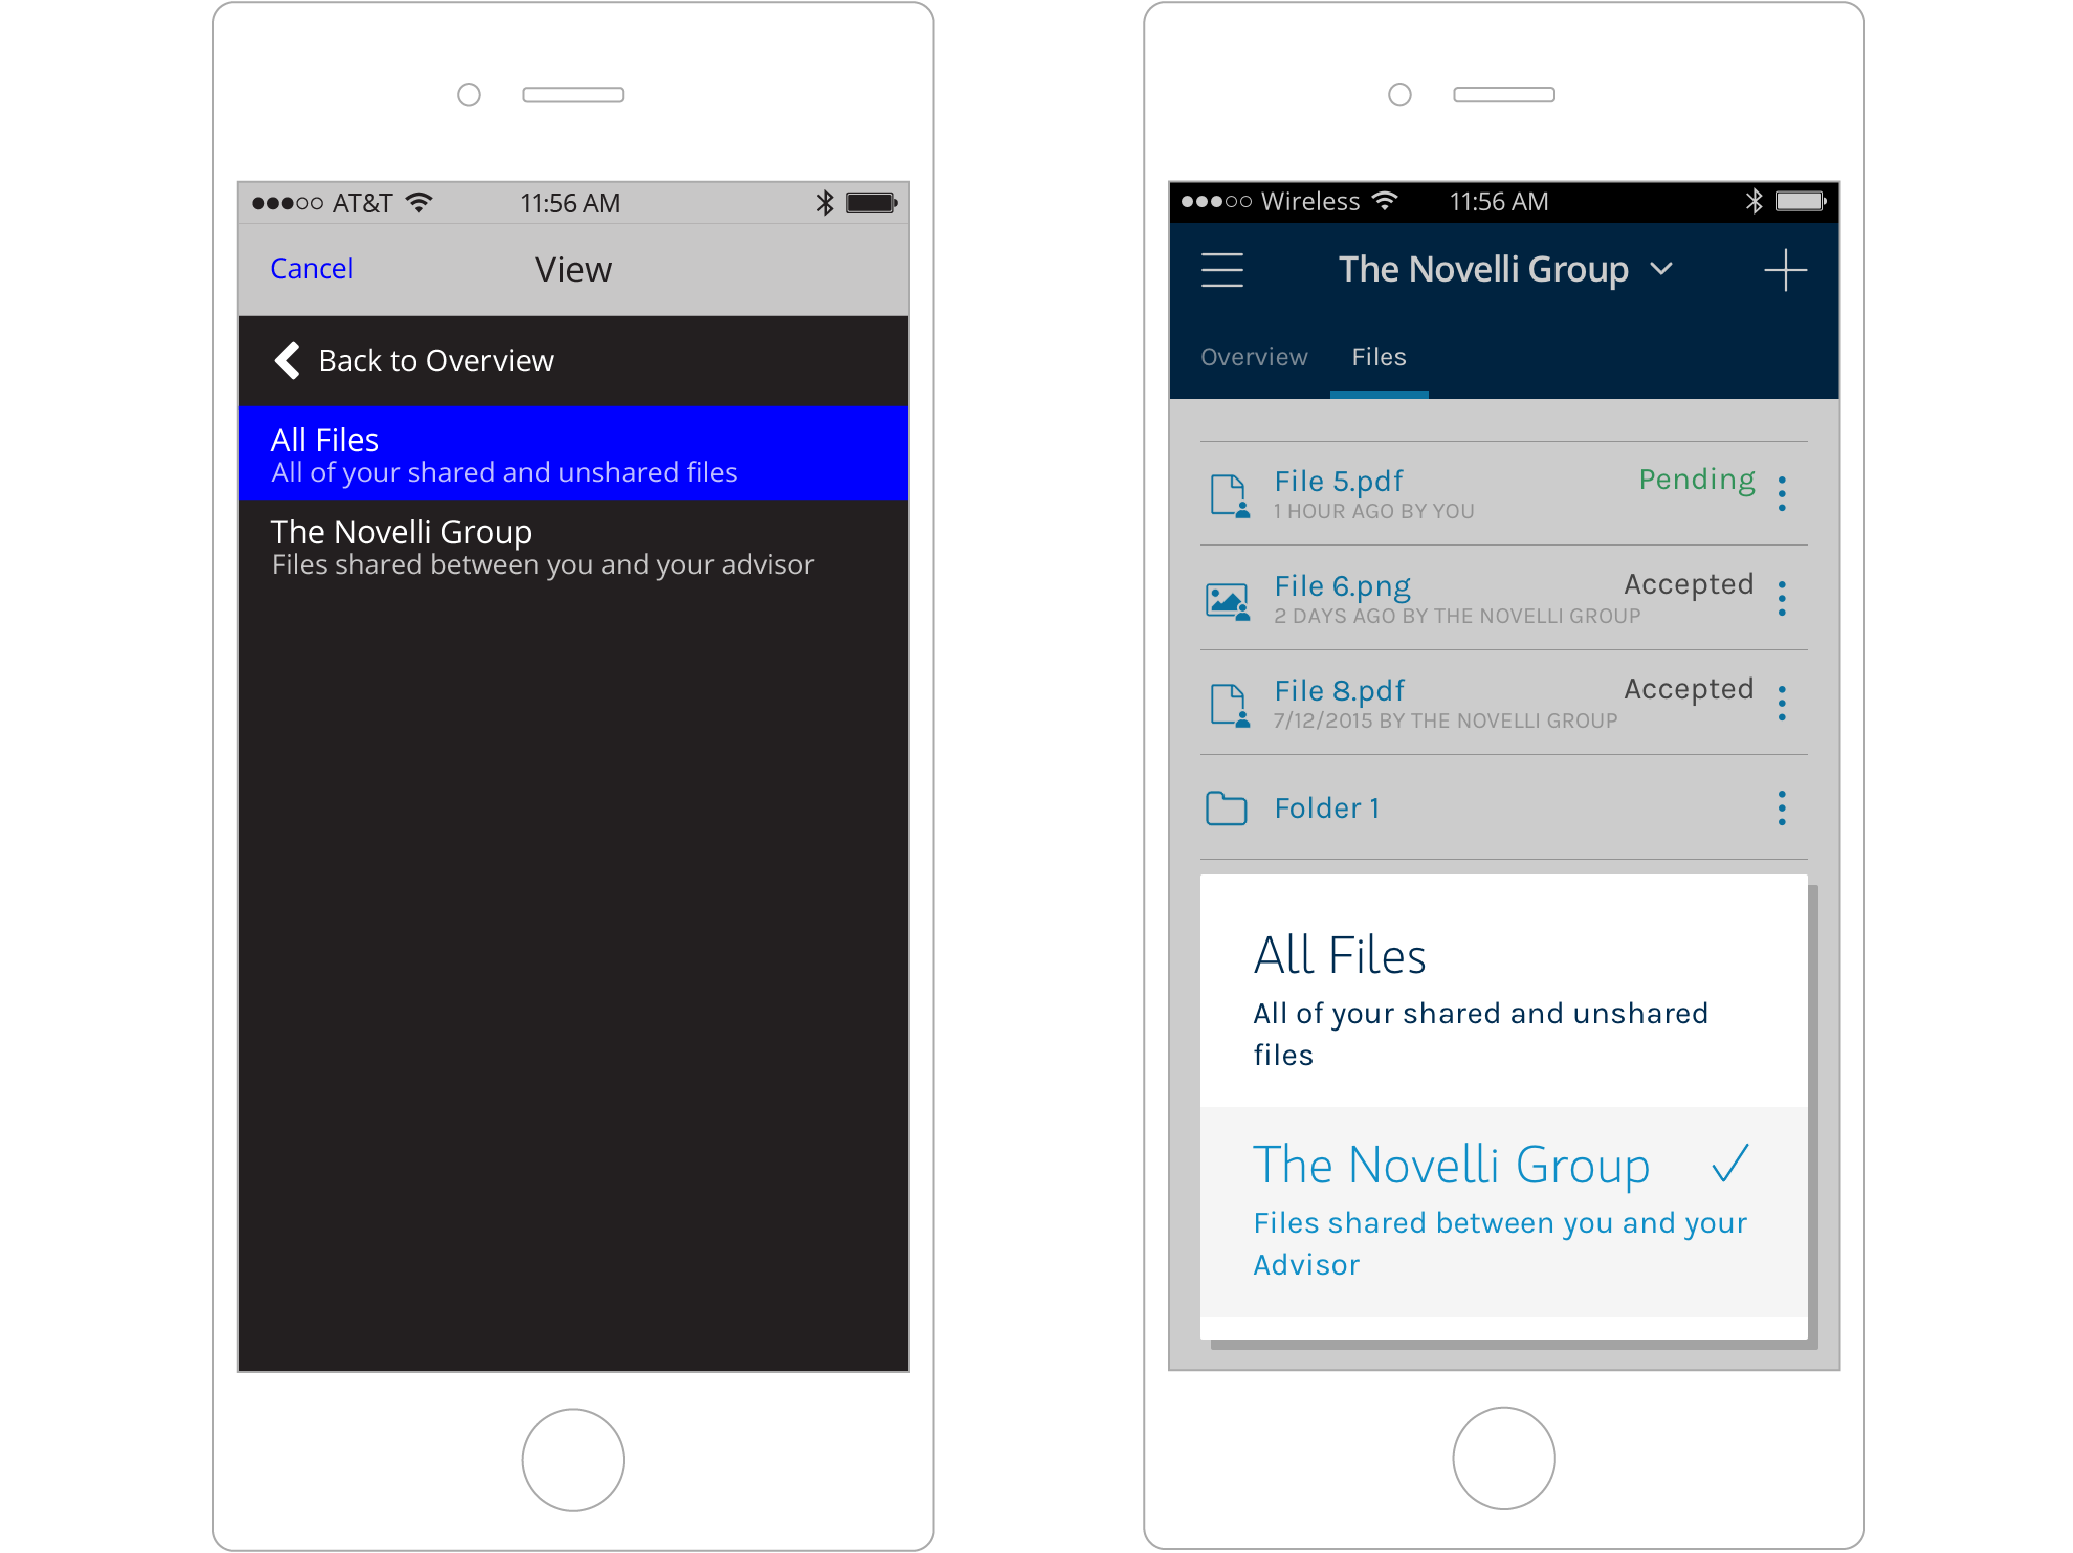 AT&T 11:56 AM
Cancel View
Back to Overview
All Files
All of your shared and unshared files
The Novelli Group
Files shared between you and your advisor
Wireless 11:56 AM
The Novelli Group
Overview Files
File 5.pdf Pending
1 HOUR AGO BY YOU
File 6.png Accepted
2 DAYS AGO BY THE NOVELLI GROUP
File 8.pdf Accepted
7/12/2015 BY THE NOVELLI GROUP
Folder 1
All Files
All of your shared and unshared
files
The Novelli Group
Files shared between you and your
Advisor